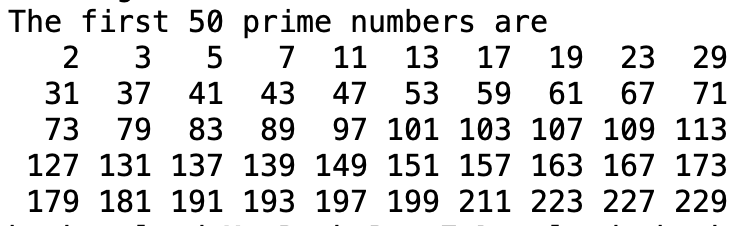 The first 50 prime numbers are
2 3 5 7 11 13 17 19 23 29
31 37 41 43 47 53 59 61 67 71
73 79 83 89 97 101 103 107 109 113
127 131 137 139 149 151 157 163 167 173
179 181 191 193 197 199 211 223 227 229